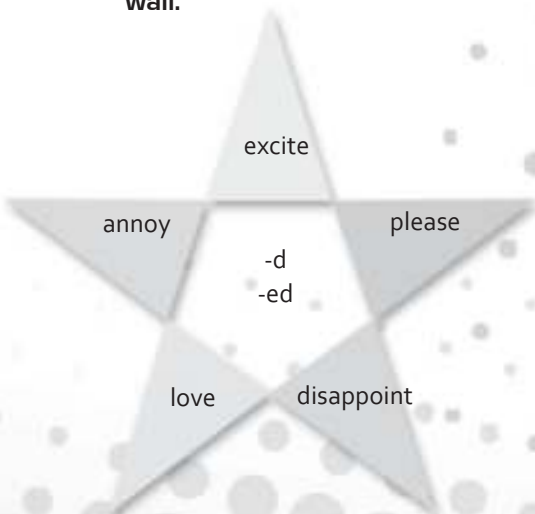 wall.
excite
annoy
please
-d
-ed
love
disappoint